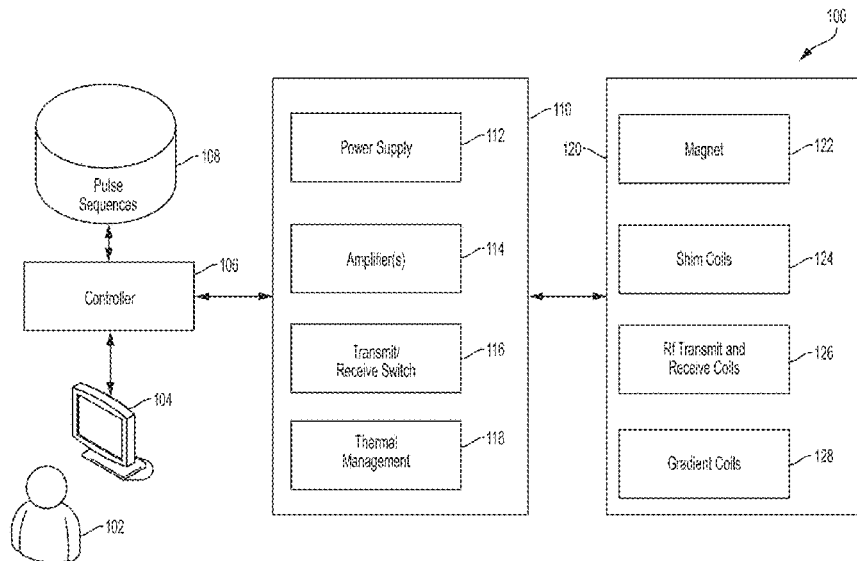 100
108
Pulse
Sequences
106
Controller
104
102
110
Power Supply
112
Amplifier(s)
114
Transmit/
Receive Switch
116
Thermal
Management
118
120
Magnet
122
Shim Coils
124
Rf Transmit and
Receive Coils
126
Gradient Coils
128